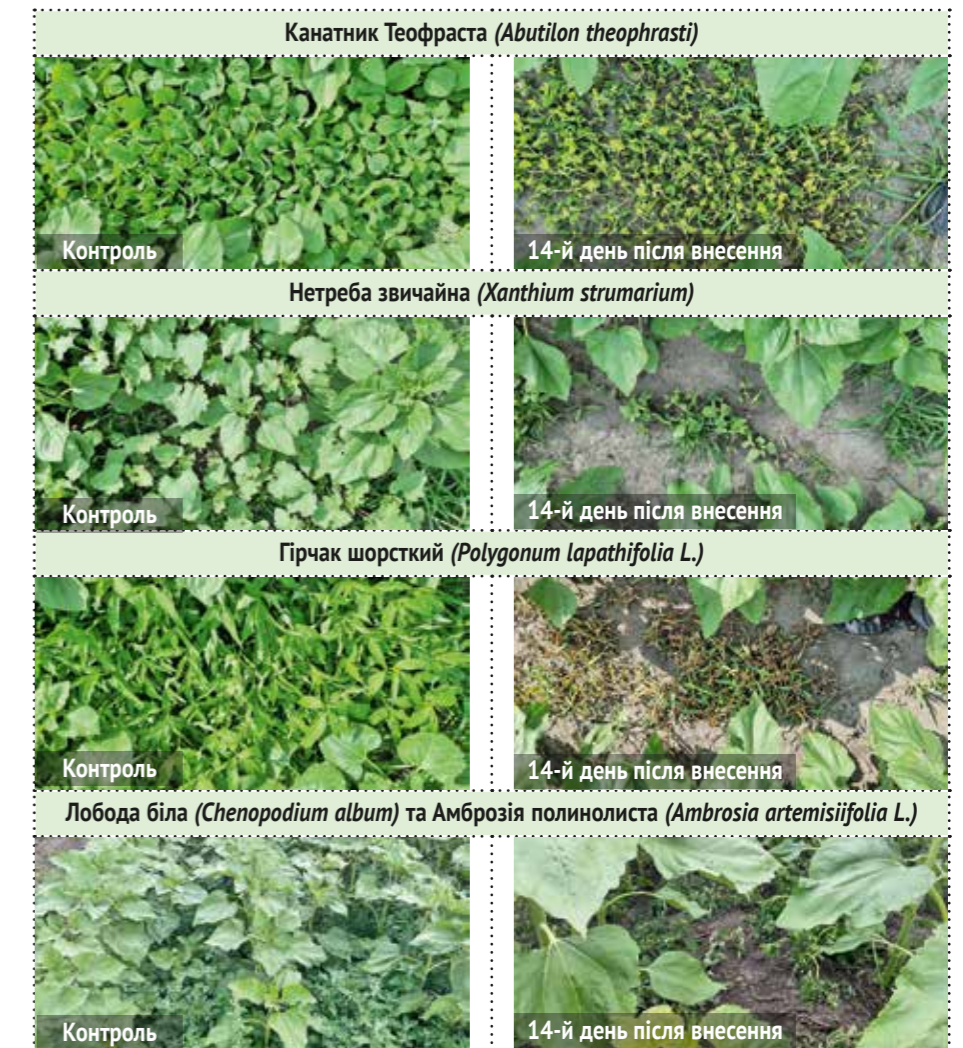 Канатник Теофраста (Abutilon theophrasti)
Контроль
14-й день після внесення
Нетреба звичайна (Xanthium strumarium)
Контроль
14-й день після внесення
Гірчак шорсткий (Polygonum lapathifolia L.)
Контроль
14-й день після внесення
Лобода біла (Chenopodium album) та Амброзія полинолиста (Ambrosia artemisiifolia L.)
Контроль
14-й день після внесення